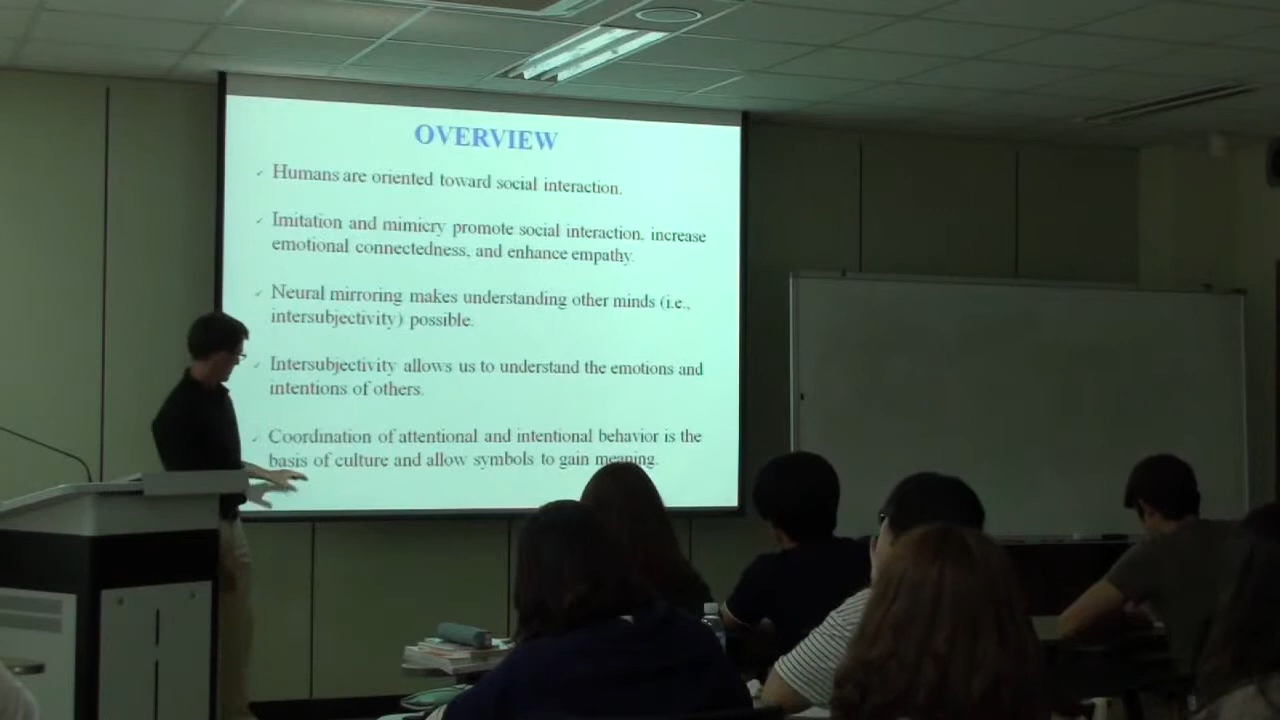 OVERVIEW
✓ Humans are oriented toward social interaction.
✓ Imitation and mimicry promote social interaction, increase
emotional connectedness, and enhance empathy.
✓ Neural mirroring makes understanding other minds (i.e.,
intersubjectivity) possible.
✓ Intersubjectivity allows us to understand the emotions and
intentions of others.
✓ Coordination of attentional and intentional behavior is the
basis of culture and allow symbols to gain meaning.